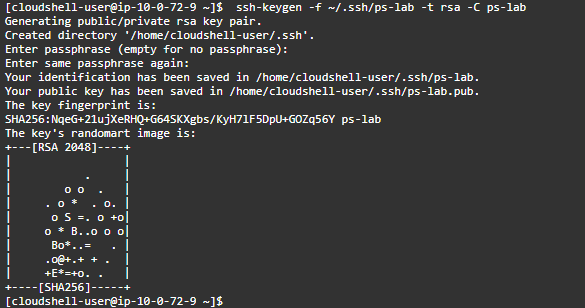 [cloudshell-user@ip-10-0-72-9 ~]$  ssh-keygen -f ~/.ssh/ps-lab -t rsa -C ps-lab
Generating public/private rsa key pair.
Created directory '/home/cloudshell-user/.ssh'.
Enter passphrase (empty for no passphrase):
Enter same passphrase again:
Your identification has been saved in /home/cloudshell-user/.ssh/ps-lab.
Your public key has been saved in /home/cloudshell-user/.ssh/ps-lab.pub.
The key fingerprint is:
SHA256:NqeG+21ujXeRHQ+G64SKXgbs/KyH7lF5DpU+GOZq56Y ps-lab
The key's randomart image is:
+---[RSA 2048]----+
|                 |
|           .     |
|        o o  .   |
|     . o *  . o. |
|      o S =. o +o|
|     o * B..o o o|
|      Bo*..=   . |
|     .o@+.+ + .  |
|     +E*=+o. .   |
+----[SHA256]-----+
[cloudshell-user@ip-10-0-72-9 ~]$